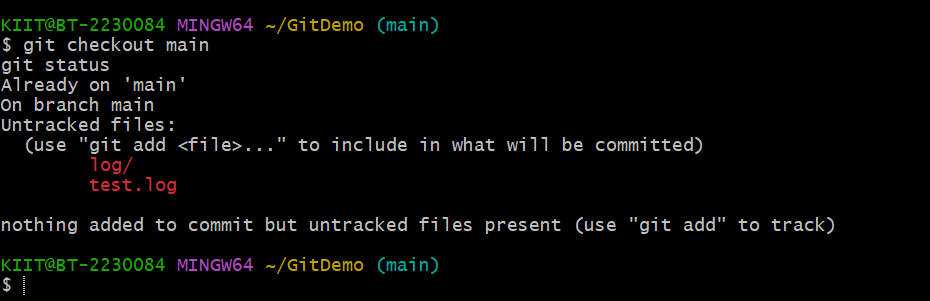 KIIT@BT-2230084 MINGW64 ~/GitDemo (main)
$ git checkout main
git status
Already on 'main'
On branch main
Untracked files:
  (use "git add <file>..." to include in what will be committed)
        log/
        test.log

nothing added to commit but untracked files present (use "git add" to track)

KIIT@BT-2230084 MINGW64 ~/GitDemo (main)
$